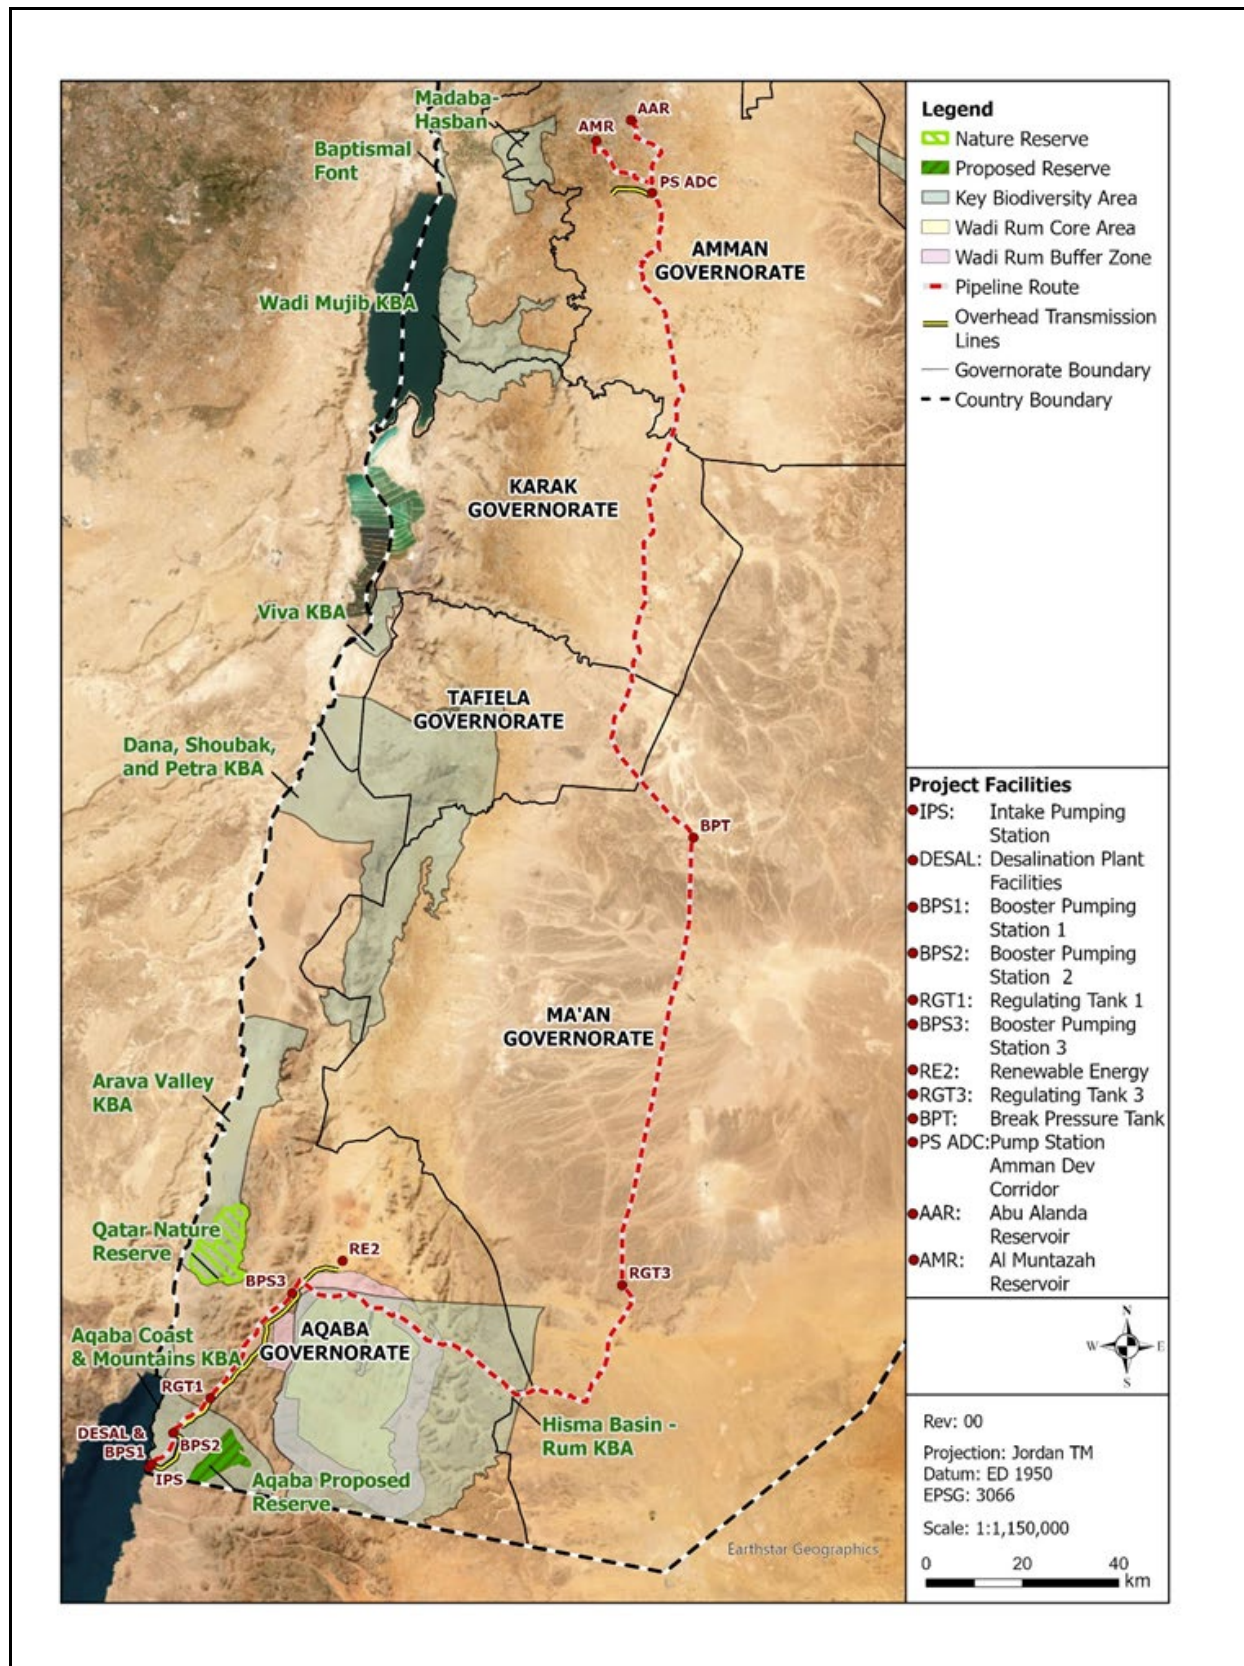 Madaba-
Hasban
AAR
AMR
Baptismal
Font
PS ADC
AMMAN
GOVERNORATE
Wadi Mujib KBA
KARAK
GOVERNORATE
Viva KBA
TAFIELA
GOVERNORATE
Dana, Shoubak,
and Petra KBA
BPT
MA'AN
GOVERNORATE
Arava Valley
KBA
Qatar Nature
Reserve
RE2
BPS3
RGT3
AQABA
GOVERNORATE
Aqaba Coast
& Mountains KBA
RGT1
Hisma Basin -
Rum KBA
DESAL &
BPS1
BPS2
IPS
Aqaba Proposed
Reserve
Earthstar Geographics
Legend
Nature Reserve
Proposed Reserve
Key Biodiversity Area
Wadi Rum Core Area
Wadi Rum Buffer Zone
Pipeline Route
Overhead Transmission
Lines
Governorate Boundary
Country Boundary
Project Facilities
IPS: Intake Pumping
Station
DESAL: Desalination Plant
Facilities
BPS1: Booster Pumping
Station 1
BPS2: Booster Pumping
Station 2
RGT1: Regulating Tank 1
BPS3: Booster Pumping
Station 3
RE2: Renewable Energy
RGT3: Regulating Tank 3
BPT: Break Pressure Tank
PS ADC:Pump Station
Amman Dev
Corridor
AAR: Abu Alanda
Reservoir
AMR: Al Muntazah
Reservoir
N
W E
S
Rev: 00
Projection: Jordan TM
Datum: ED 1950
EPSG: 3066
Scale: 1:1,150,000
0 20 40
km